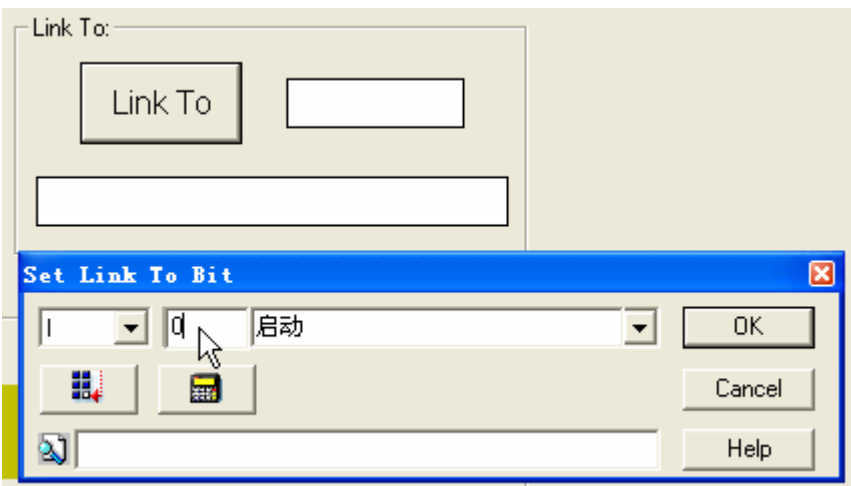 Link To:
Link To
Set Link To Bit
I 0 启动 OK
Cancel
Help